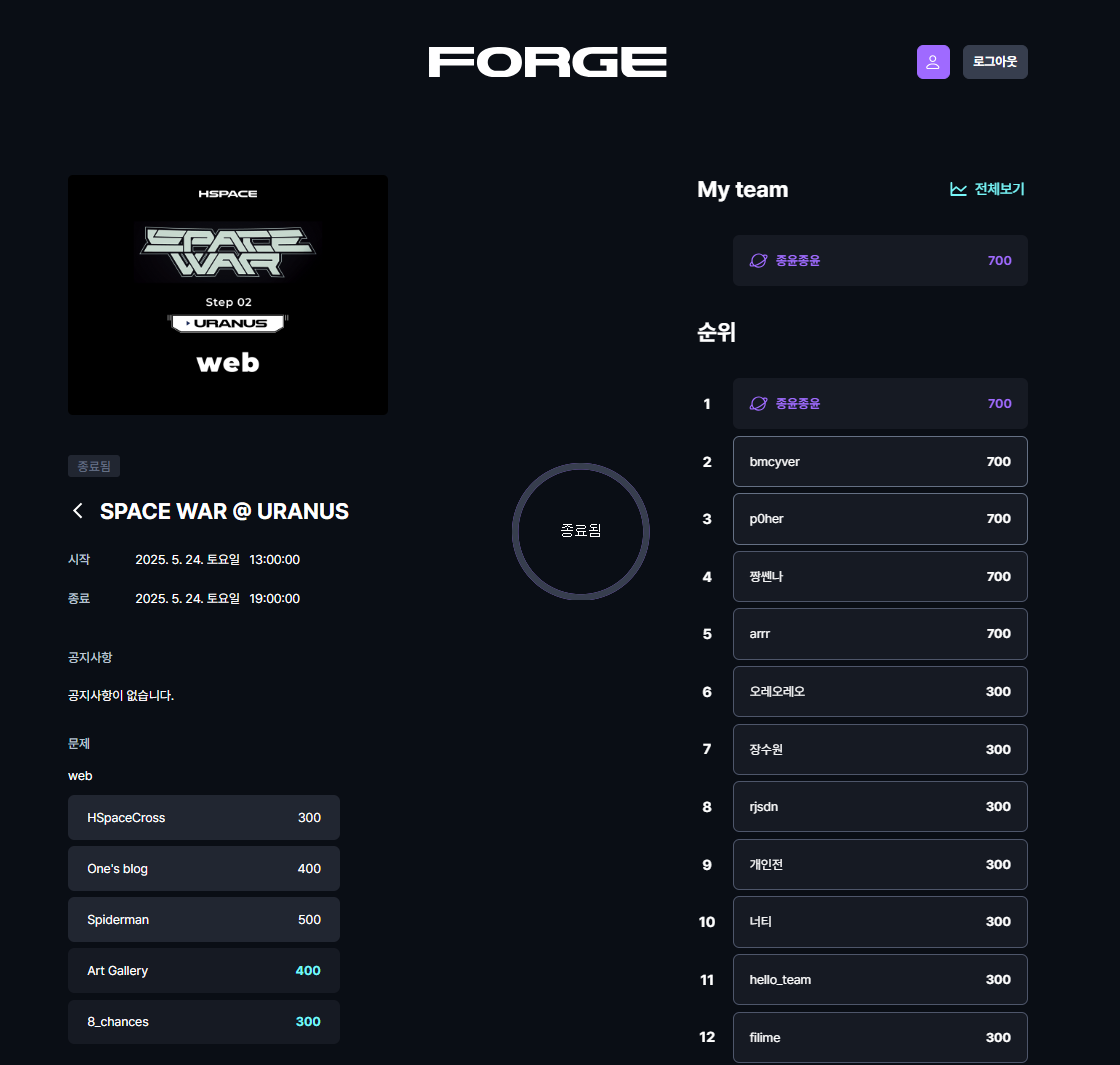 FORGE
로그아웃
HSPACE
SPACE
WAR
Step 02
URANUS
web
종료됨
SPACE WAR @ URANUS
시작 2025. 5. 24. 토요일 13:00:00
종료 2025. 5. 24. 토요일 19:00:00
공지사항
공지사항이 없습니다.
문제
web
HSpaceCross 300
One's blog 400
Spiderman 500
Art Gallery 400
8_chances 300
종료됨
My team 전체보기
종윤종윤 700
순위
1 종윤종윤 700
2 bmcyver 700
3 p0her 700
4 짱쎈나 700
5 arrr 700
6 오레오레오 300
7 장수원 300
8 rjsdn 300
9 개인전 300
10 너티 300
11 hello_team 300
12 filime 300